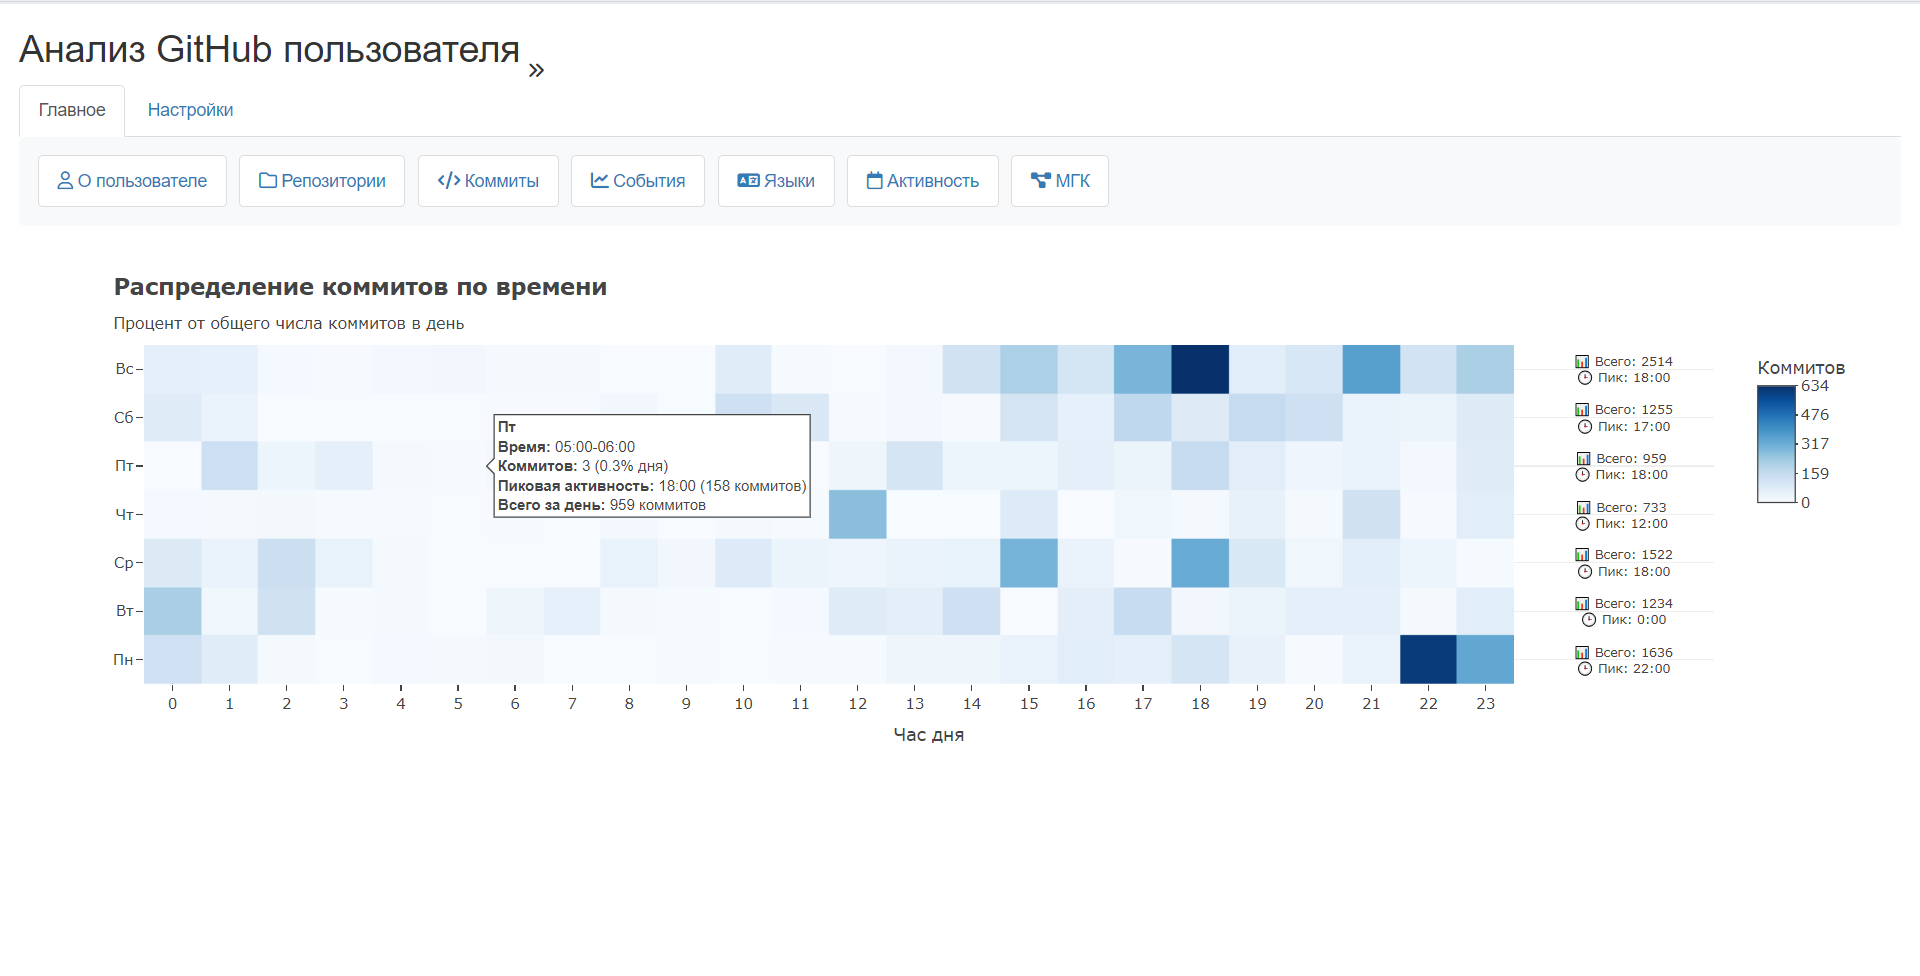 Анализ GitHub пользователя »
Главное Настройки
О пользователе Репозитории Коммиты События Языки Активность МГК
Распределение коммитов по времени
Процент от общего числа коммитов в день
Вс
Сб
Пт
Чт
Ср
Вт
Пн
Пт
Время: 05:00-06:00
Коммитов: 3 (0.3% дня)
Пиковая активность: 18:00 (158 коммитов)
Всего за день: 959 коммитов
0 1 2 3 4 5 6 7 8 9 10 11 12 13 14 15 16 17 18 19 20 21 22 23
Час дня
Всего: 2514
Пик: 18:00
Всего: 1255
Пик: 17:00
Всего: 959
Пик: 18:00
Всего: 733
Пик: 12:00
Всего: 1522
Пик: 18:00
Всего: 1234
Пик: 0:00
Всего: 1636
Пик: 22:00
Коммитов
634
476
317
159
0